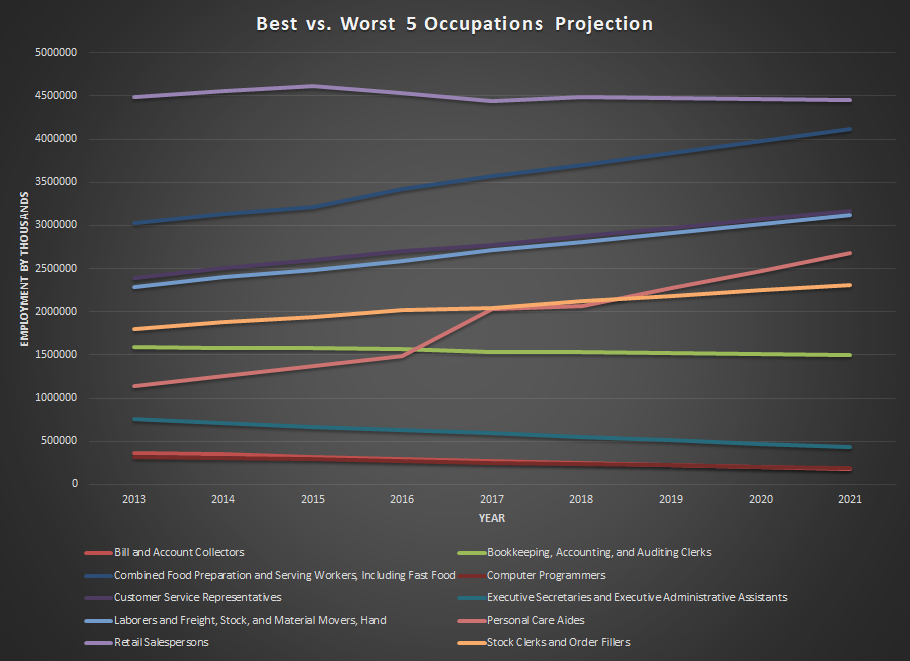 Best vs. Worst 5 Occupations Projection
5000000
4500000
4000000
3500000
3000000
2500000
2000000
1500000
1000000
500000
0
EMPLOYMENT BY THOUSANDS
2013 2014 2015 2016 2017 2018 2019 2020 2021
YEAR
Bill and Account Collectors
Bookkeeping, Accounting, and Auditing Clerks
Combined Food Preparation and Serving Workers, Including Fast Food
Computer Programmers
Customer Service Representatives
Executive Secretaries and Executive Administrative Assistants
Laborers and Freight, Stock, and Material Movers, Hand
Personal Care Aides
Retail Salespersons
Stock Clerks and Order Fillers